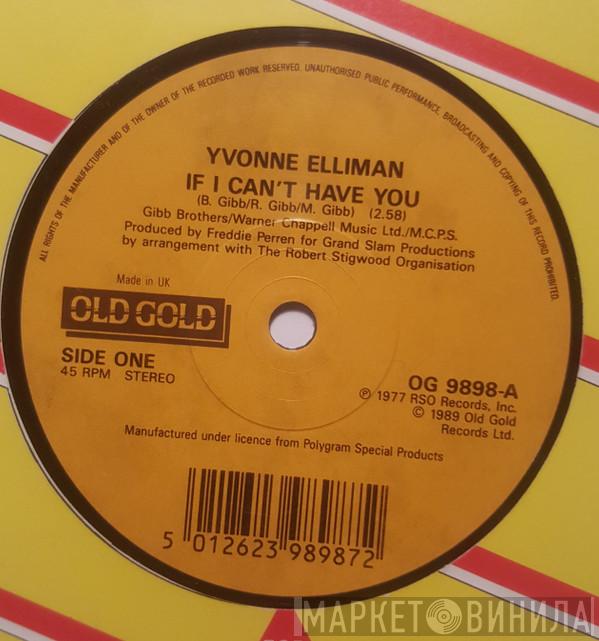 ALL RIGHTS OF THE MANUFACTURER AND OF THE OWNER OF THE RECORDED WORK RESERVED. UNAUTHORISED PUBLIC PERFORMANCE, BROADCASTING AND COPYING OF THIS RECORD PROHIBITED.
YVONNE ELLIMAN
IF I CAN'T HAVE YOU
(B. Gibb/R. Gibb/M. Gibb) (2.58)
Gibb Brothers/Warner Chappell Music Ltd./M.C.P.S.
Produced by Freddie Perren for Grand Slam Productions
by arrangement with The Robert Stigwood Organisation
Made in UK
OLD GOLD
SIDE ONE
45 RPM STEREO
OG 9898-A
℗ 1977 RSO Records, Inc.
© 1989 Old Gold
Records Ltd.
Manufactured under licence from Polygram Special Products
5 012623 989872
МАРКЕТ ВИНИЛА